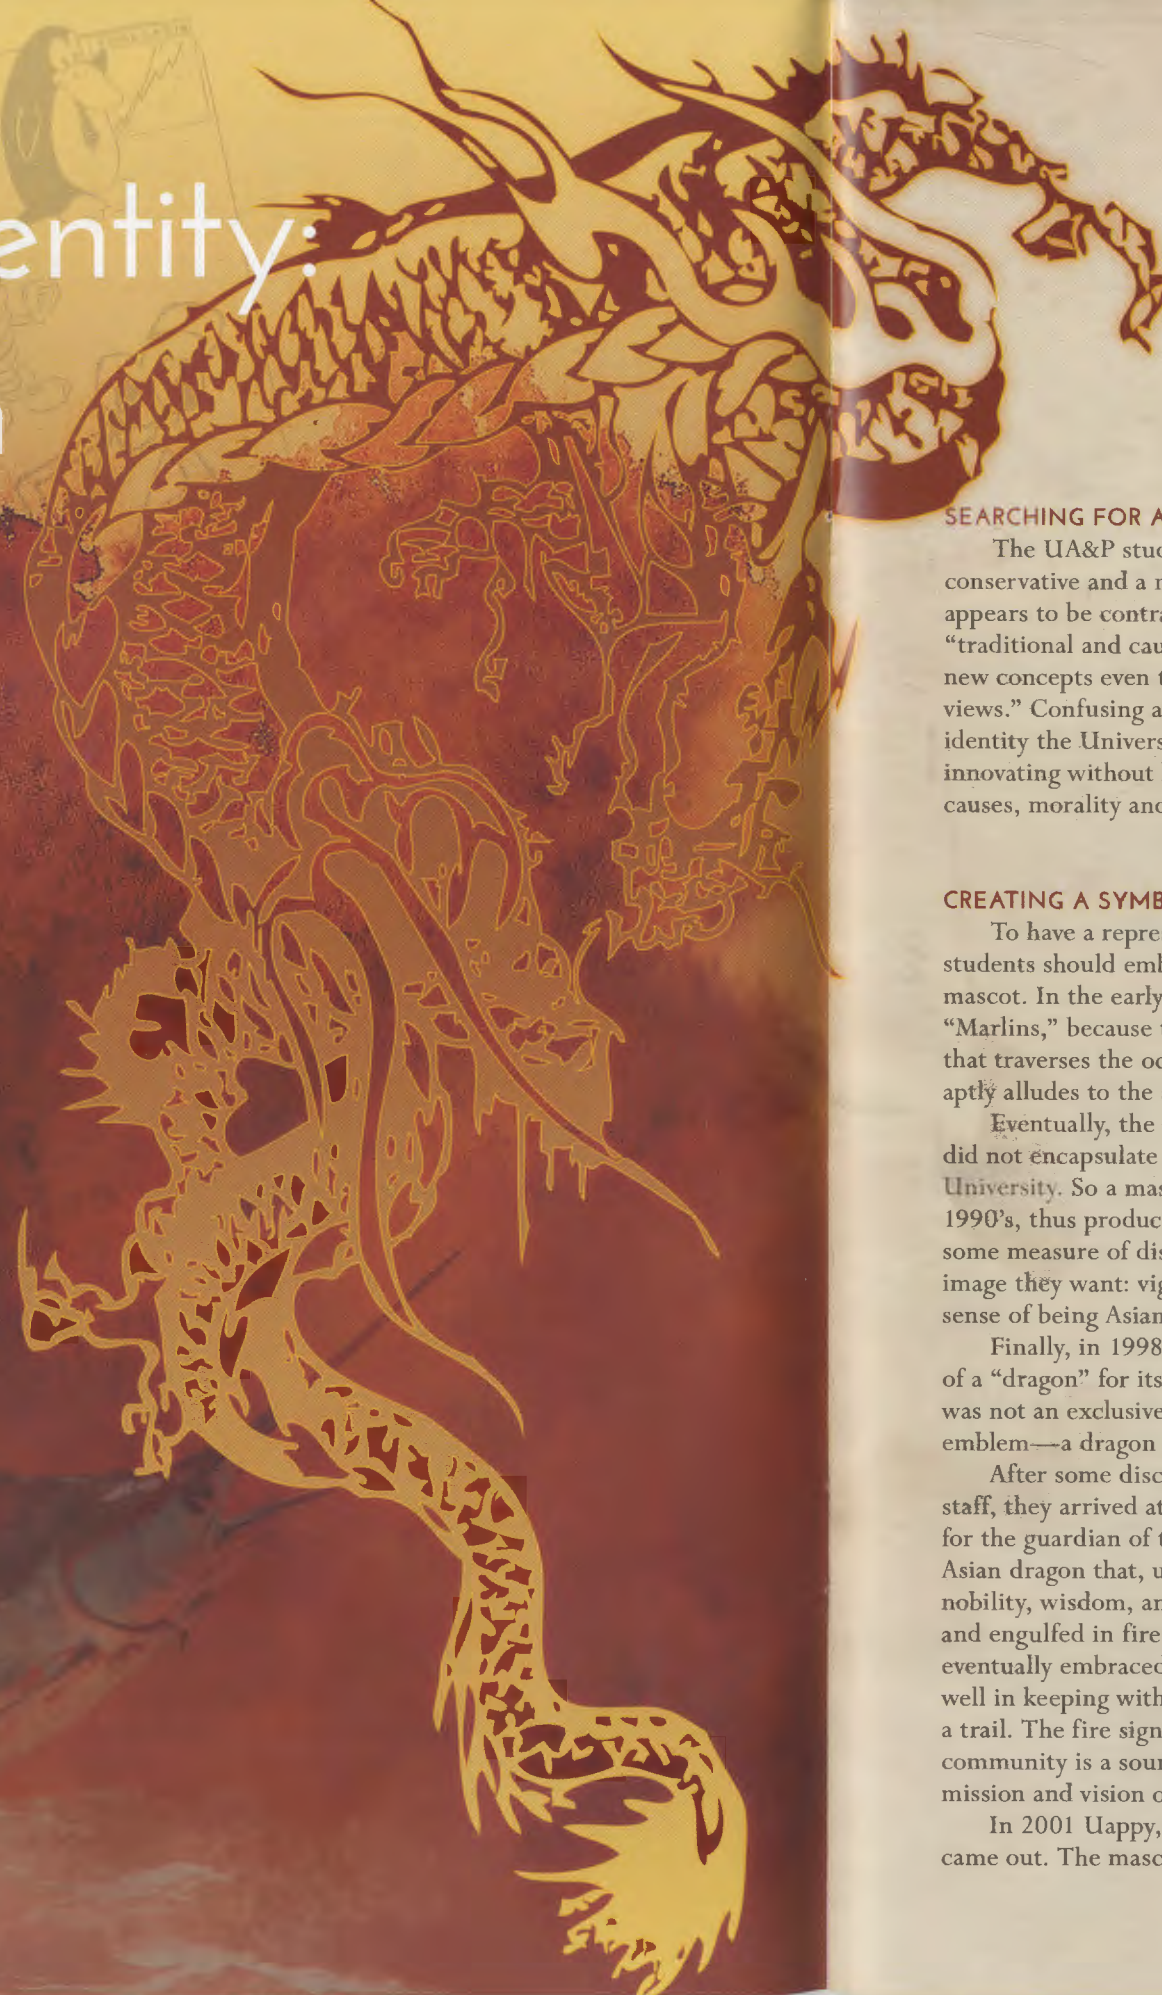 entity:
SEARCHING FOR A
The UA&P stud
conservative and a m
appears to be contra
“traditional and cau
new concepts even t
views.” Confusing a
identity the Univers
innovating without
causes, morality and
CREATING A SYMB
To have a repre
students should emb
mascot. In the early
“Marlins,” because t
that traverses the oc
aptly alludes to the
Eventually, the
did not encapsulate
University. So a mas
1990’s, thus produc
some measure of dis
image they want: vig
sense of being Asian
Finally, in 1998
of a “dragon” for its
was not an exclusive
emblem—a dragon
After some disc
staff, they arrived at
for the guardian of t
Asian dragon that, u
nobility, wisdom, an
and engulfed in fire
eventually embraced
well in keeping with
a trail. The fire sign
community is a sour
mission and vision o
In 2001 Uappy,
came out. The masc